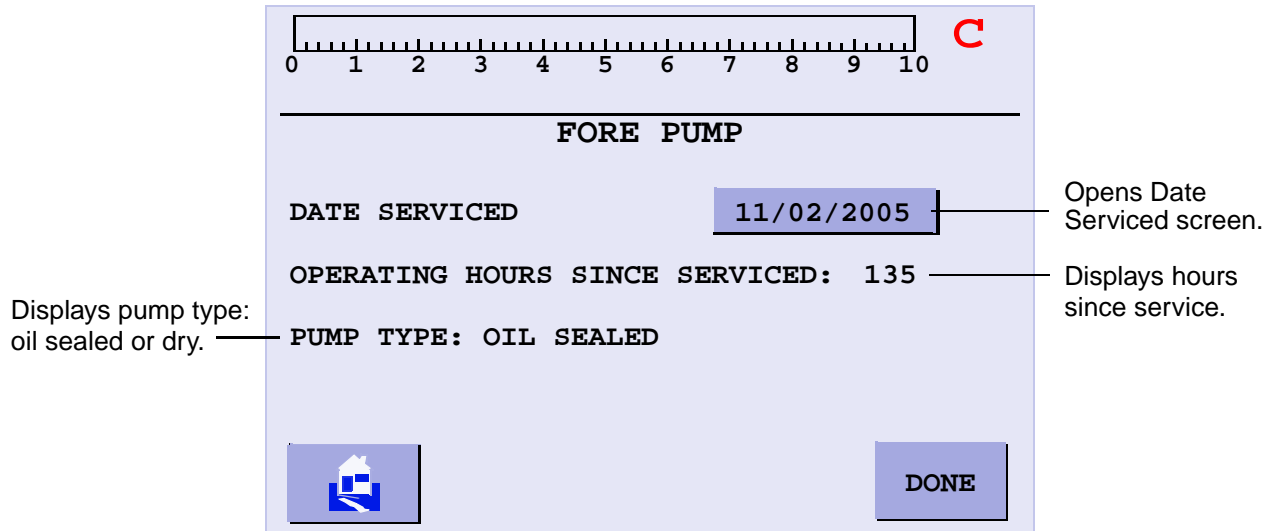 C
0 1 2 3 4 5 6 7 8 9 10
FORE PUMP
DATE SERVICED 11/02/2005
Opens Date
Serviced screen.
OPERATING HOURS SINCE SERVICED: 135
Displays hours
since service.
Displays pump type:
oil sealed or dry.
PUMP TYPE: OIL SEALED
DONE